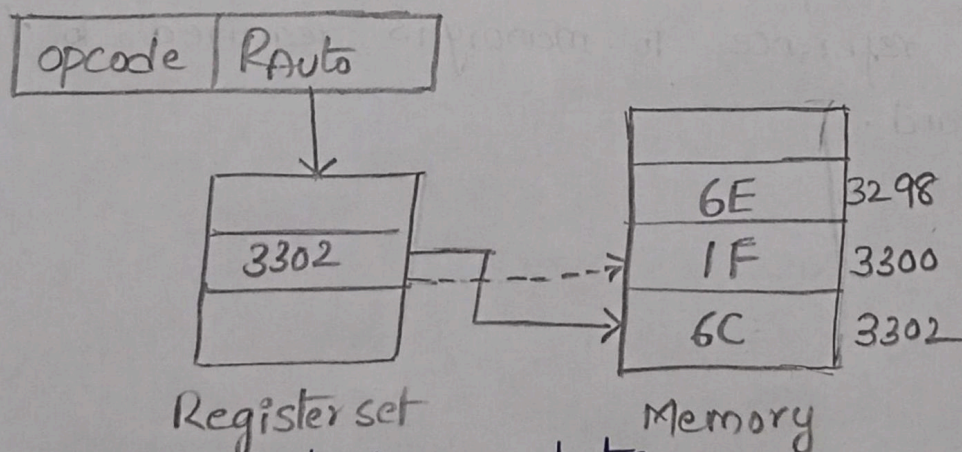 opcode RAuto
6E 3298
3302 1F 3300
6C 3302
Register set Memory